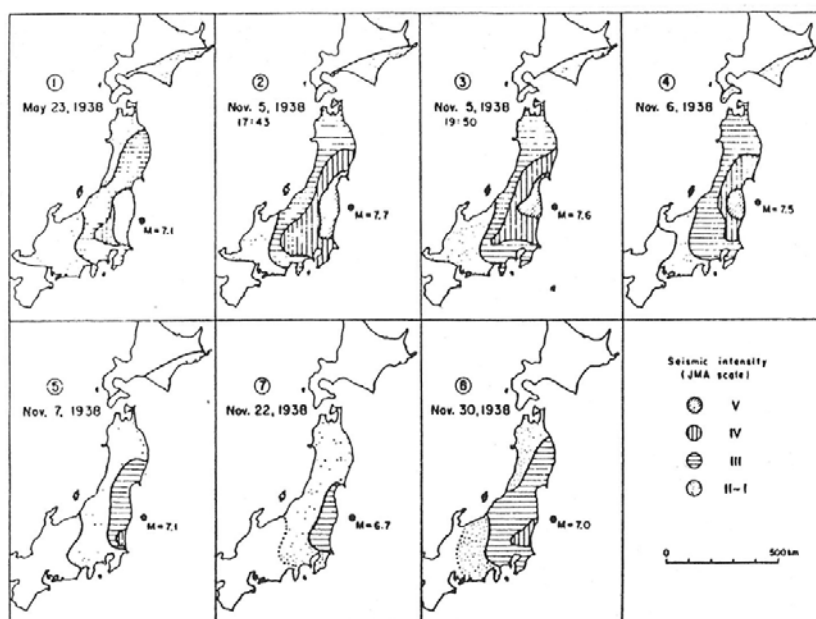 ①
May 23, 1938
M=7.1
②
Nov. 5, 1938
17:43
M=7.7
③
Nov. 5, 1938
19:50
M=7.6
④
Nov. 6, 1938
M=7.5
⑤
Nov. 7, 1938
M=7.1
⑦
Nov. 22, 1938
M=6.7
⑧
Nov. 30, 1938
M=7.0
Seismic intensity
(JMA scale)
V
IV
III
II~I
0 500 km